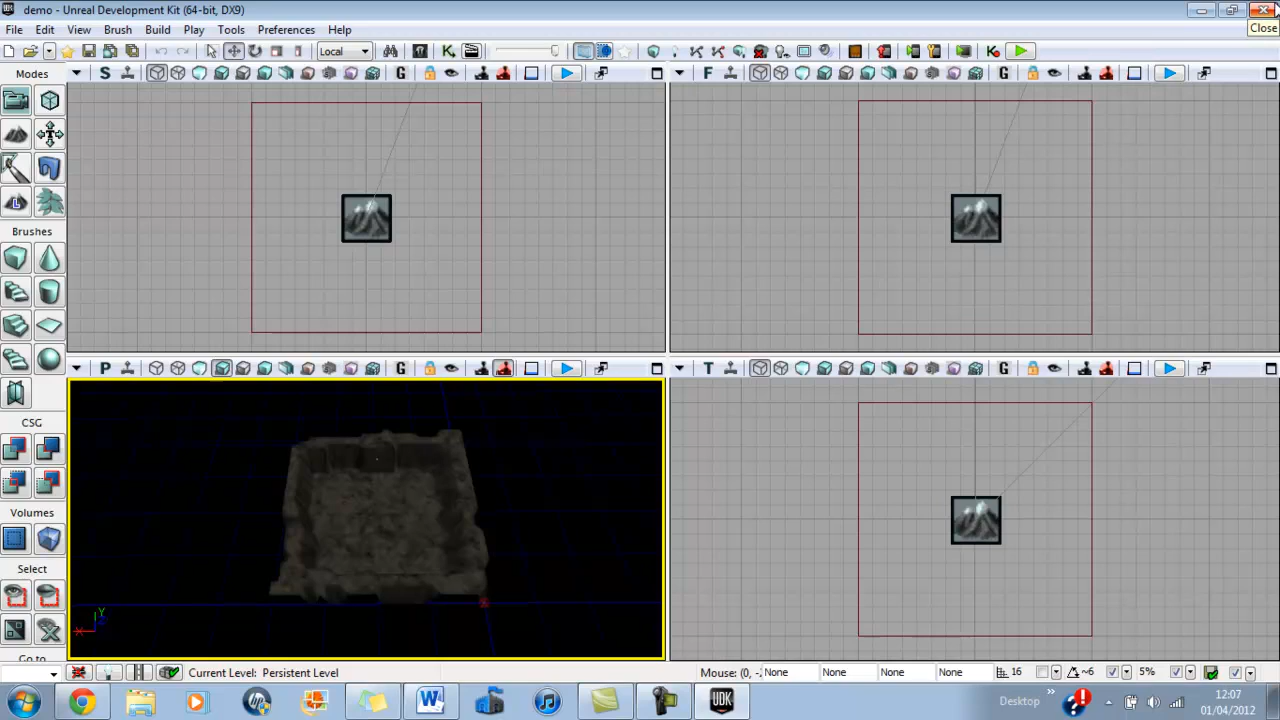 demo - Unreal Development Kit (64-bit, DX9)
Close
File Edit View Brush Build Play Tools Preferences Help
Local
Modes
S G
F G
L
Brushes
P G
T G
CSG
Volumes
Select
Go to
Y
X
Current Level: Persistent Level
Mouse: (0, -
None None None None
16
~6
5%
W
UDK
Desktop
12:07
01/04/2012